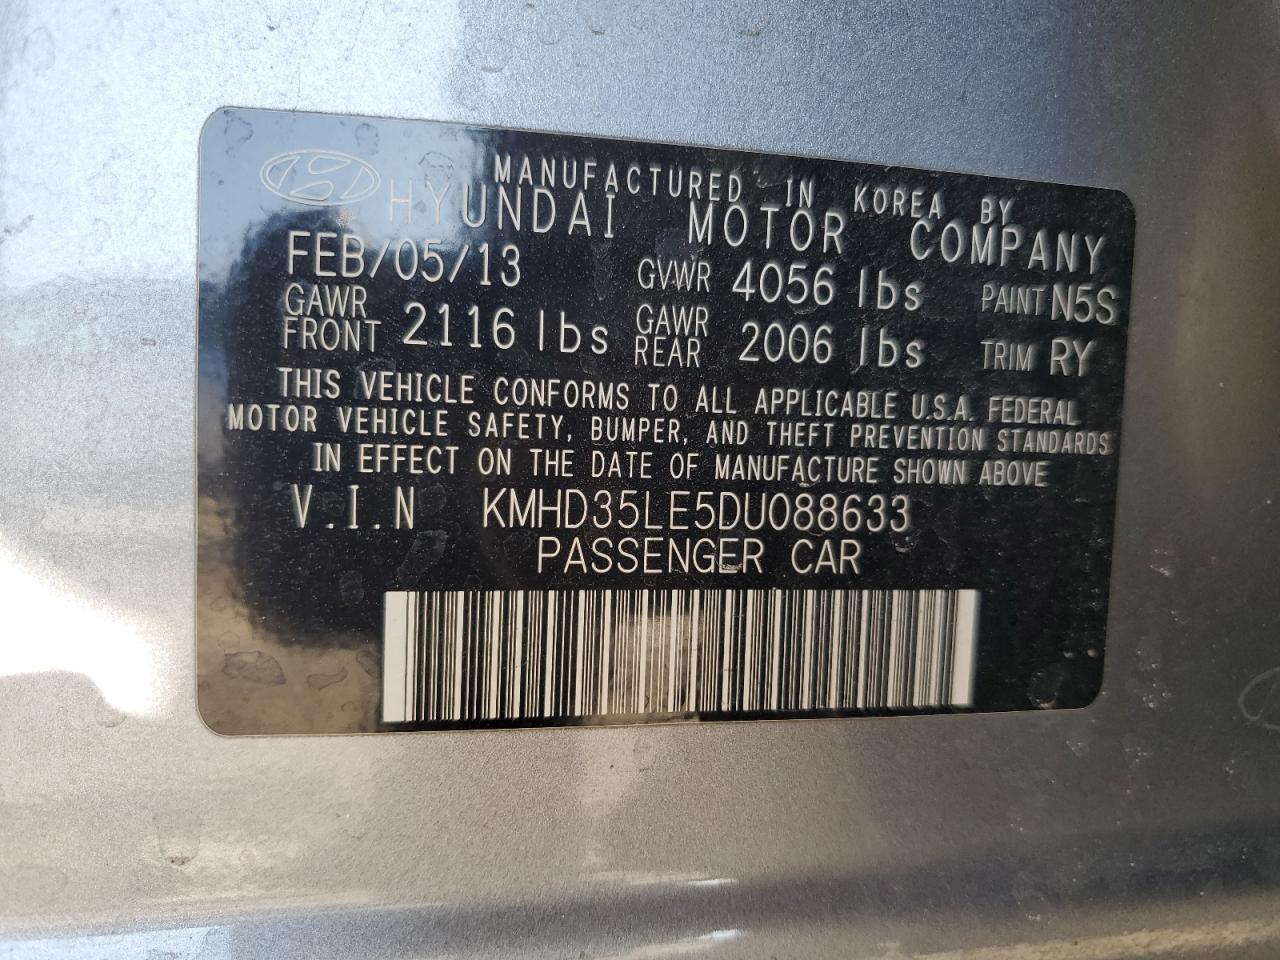 MANUFACTURED IN KOREA BY
HYUNDAI MOTOR COMPANY
FEB/05/13 GVWR 4056 lbs PAINT N5S
GAWR FRONT 2116 lbs GAWR REAR 2006 lbs TRIM RY
THIS VEHICLE CONFORMS TO ALL APPLICABLE U.S.A. FEDERAL
MOTOR VEHICLE SAFETY, BUMPER, AND THEFT PREVENTION STANDARDS
IN EFFECT ON THE DATE OF MANUFACTURE SHOWN ABOVE
V.I.N KMHD35LE5DU088633
PASSENGER CAR